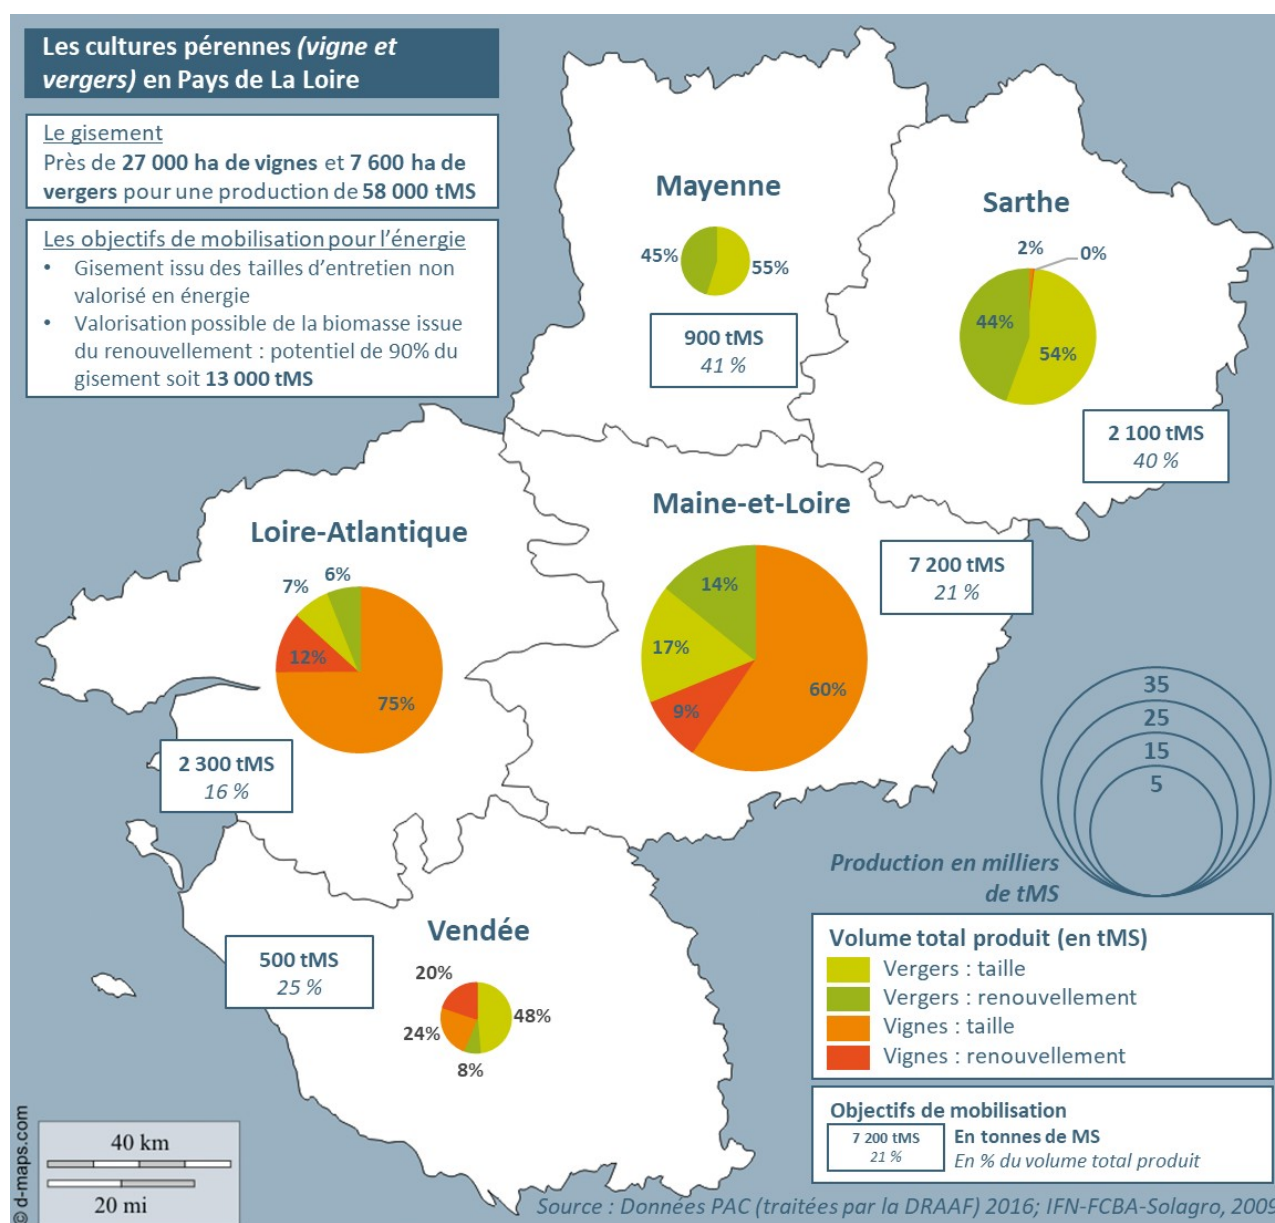 Les cultures pérennes (vigne et
vergers) en Pays de La Loire
Le gisement
Près de 27 000 ha de vignes et 7 600 ha de
vergers pour une production de 58 000 tMS
Les objectifs de mobilisation pour l'énergie
• Gisement issu des tailles d'entretien non
valorisé en énergie
• Valorisation possible de la biomasse issue
du renouvellement : potentiel de 90% du
gisement soit 13 000 tMS
Mayenne
45%
55%
900 tMS
41 %
Sarthe
2%
0%
44%
54%
2 100 tMS
40 %
Loire-Atlantique
7%
6%
12%
75%
2 300 tMS
16 %
Maine-et-Loire
14%
17%
60%
9%
7 200 tMS
21 %
35
25
15
5
Production en milliers
de tMS
Vendée
20%
48%
24%
8%
500 tMS
25 %
Volume total produit (en tMS)
Vergers : taille
Vergers : renouvellement
Vignes : taille
Vignes : renouvellement
Objectifs de mobilisation
7 200 tMS
21 %
En tonnes de MS
En % du volume total produit
40 km
20 mi
© d-maps.com
Source : Données PAC (traitées par la DRAAF) 2016; IFN-FCBA-Solagro, 2009